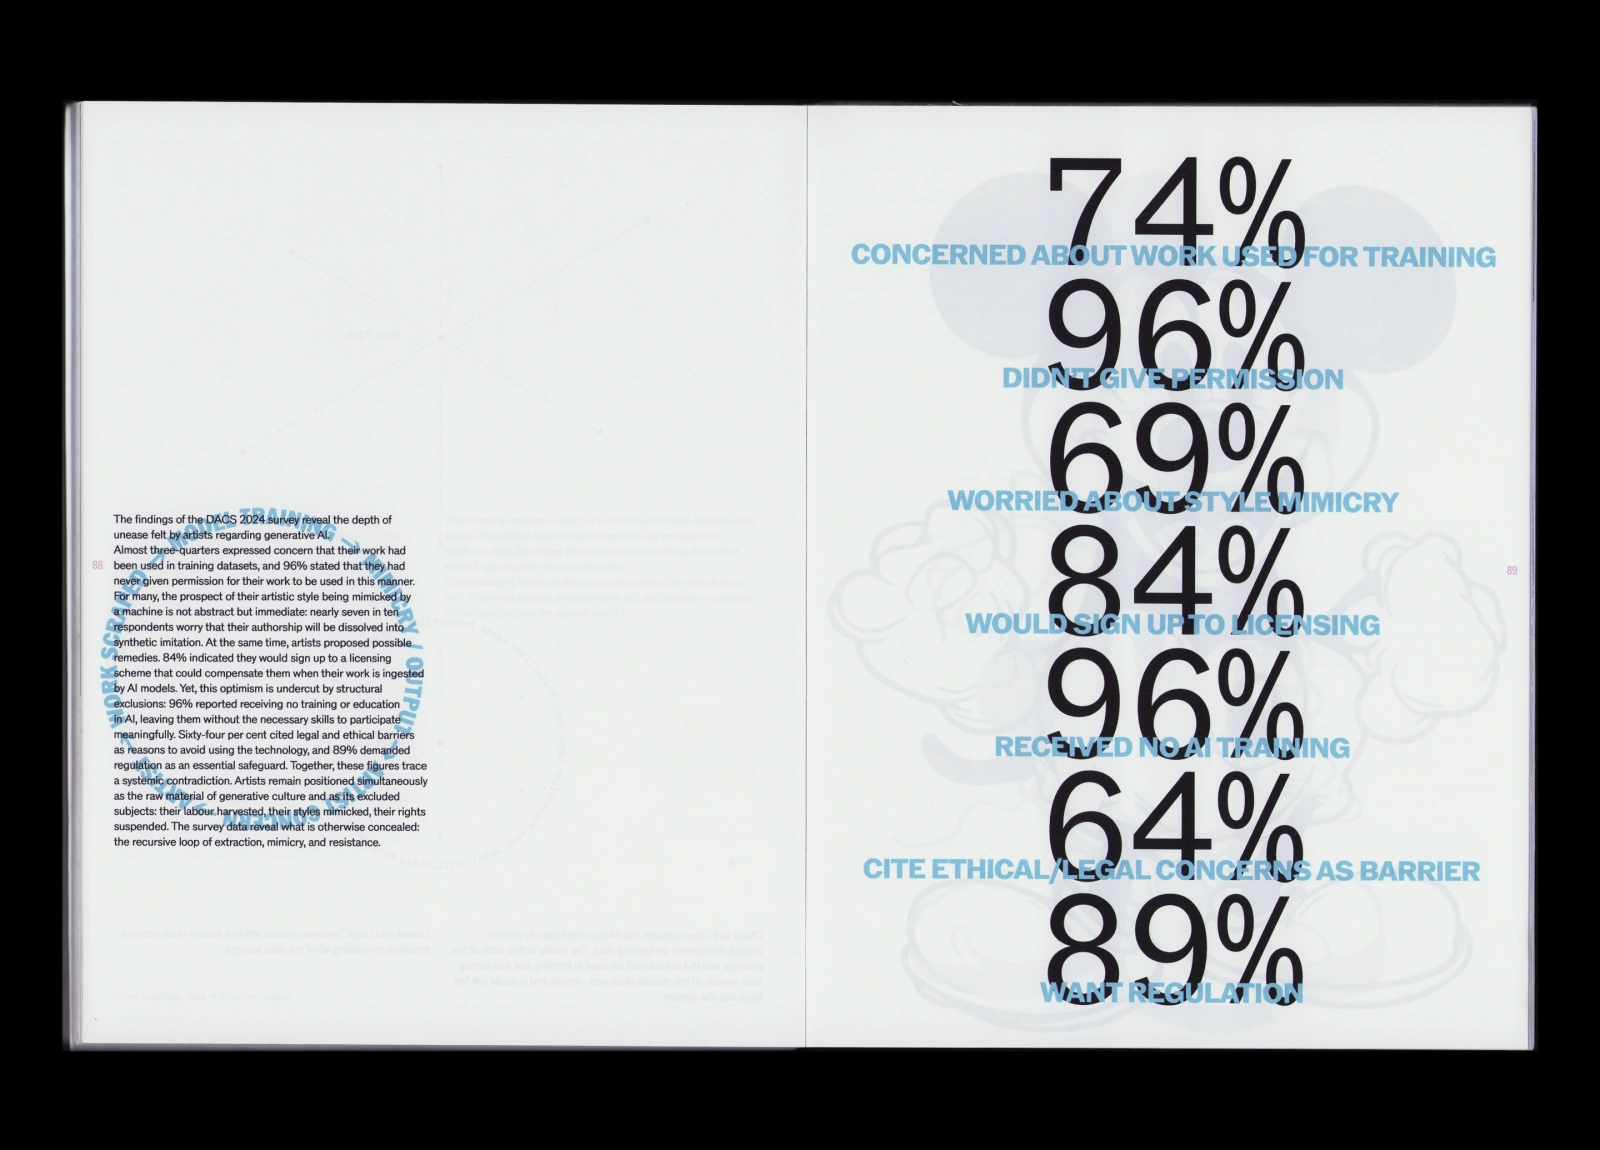 The findings of the DACS 2024 survey reveal the depth of
unease felt by artists regarding generative AI.
Almost three-quarters expressed concern that their work had
been used in training datasets, and 96% stated that they had
never given permission for their work to be used in this manner.
For many, the prospect of their artistic style being mimicked by
a machine is not abstract but immediate: nearly seven in ten
respondents worry that their authorship will be dissolved into
synthetic imitation. At the same time, artists proposed possible
remedies. 84% indicated they would sign up to a licensing
scheme that could compensate them when their work is ingested
by AI models. Yet, this optimism is undercut by structural
exclusions: 96% reported receiving no training or education
in AI, leaving them without the necessary skills to participate
meaningfully. Sixty-four per cent cited legal and ethical barriers
as reasons to avoid using the technology, and 89% demanded
regulation as an essential safeguard. Together, these figures trace
a systemic contradiction. Artists remain positioned simultaneously
as the raw material of generative culture and as its excluded
subjects: their labour harvested, their styles mimicked, their rights
suspended. The survey data reveal what is otherwise concealed:
the recursive loop of extraction, mimicry, and resistance.
ARTIST → WORK SCRAPED → MODEL TRAINING → MIMICRY / OUTPUT → ARTIST CONCERN →
88
74%
CONCERNED ABOUT WORK USED FOR TRAINING
96%
DIDN'T GIVE PERMISSION
69%
WORRIED ABOUT STYLE MIMICRY
84%
WOULD SIGN UP TO LICENSING
96%
RECEIVED NO AI TRAINING
64%
CITE ETHICAL/LEGAL CONCERNS AS BARRIER
89%
WANT REGULATION
89